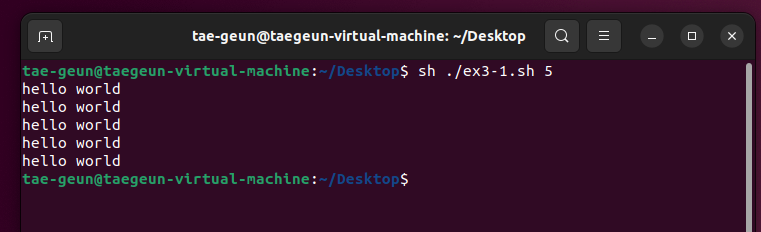 tae-geun@taegeun-virtual-machine: ~/Desktop
tae-geun@taegeun-virtual-machine:~/Desktop$ sh ./ex3-1.sh 5
hello world
hello world
hello world
hello world
hello world
tae-geun@taegeun-virtual-machine:~/Desktop$